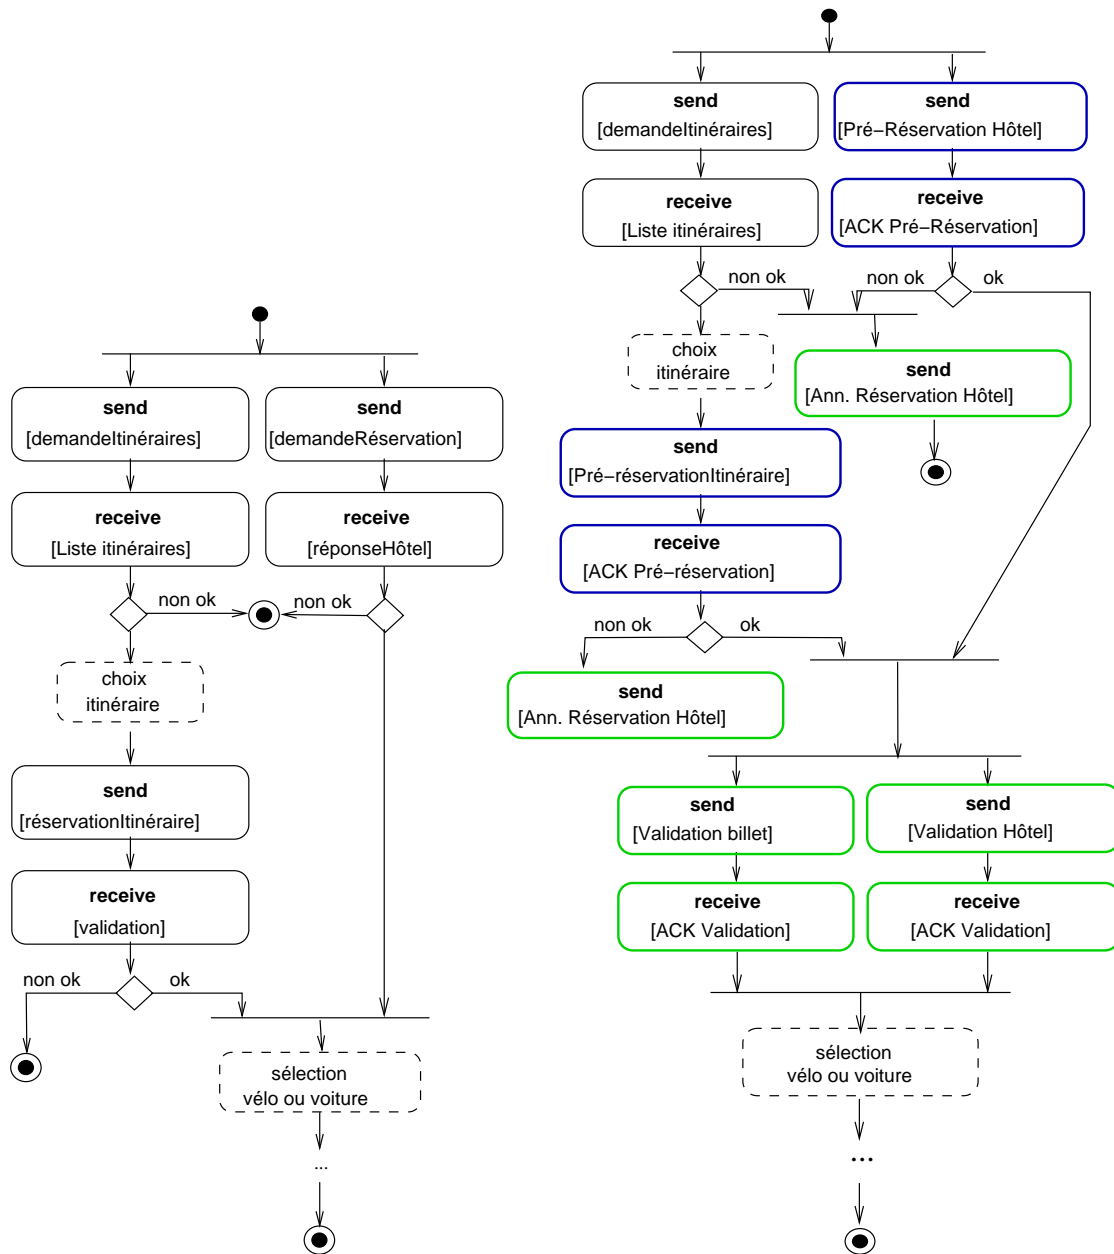 send
[demandeItinéraires]
send
[demandeRéservation]
receive
[Liste itinéraires]
receive
[réponseHôtel]
non ok
non ok
choix
itinéraire
send
[réservationItinéraire]
receive
[validation]
non ok
ok
sélection
vélo ou voiture
...
send
[demandeItinéraires]
send
[Pré−Réservation Hôtel]
receive
[Liste itinéraires]
receive
[ACK Pré−Réservation]
non ok
non ok
ok
choix
itinéraire
send
[Ann. Réservation Hôtel]
send
[Pré−réservationItinéraire]
receive
[ACK Pré−réservation]
non ok
ok
send
[Ann. Réservation Hôtel]
send
[Validation billet]
send
[Validation Hôtel]
receive
[ACK Validation]
receive
[ACK Validation]
sélection
vélo ou voiture
...